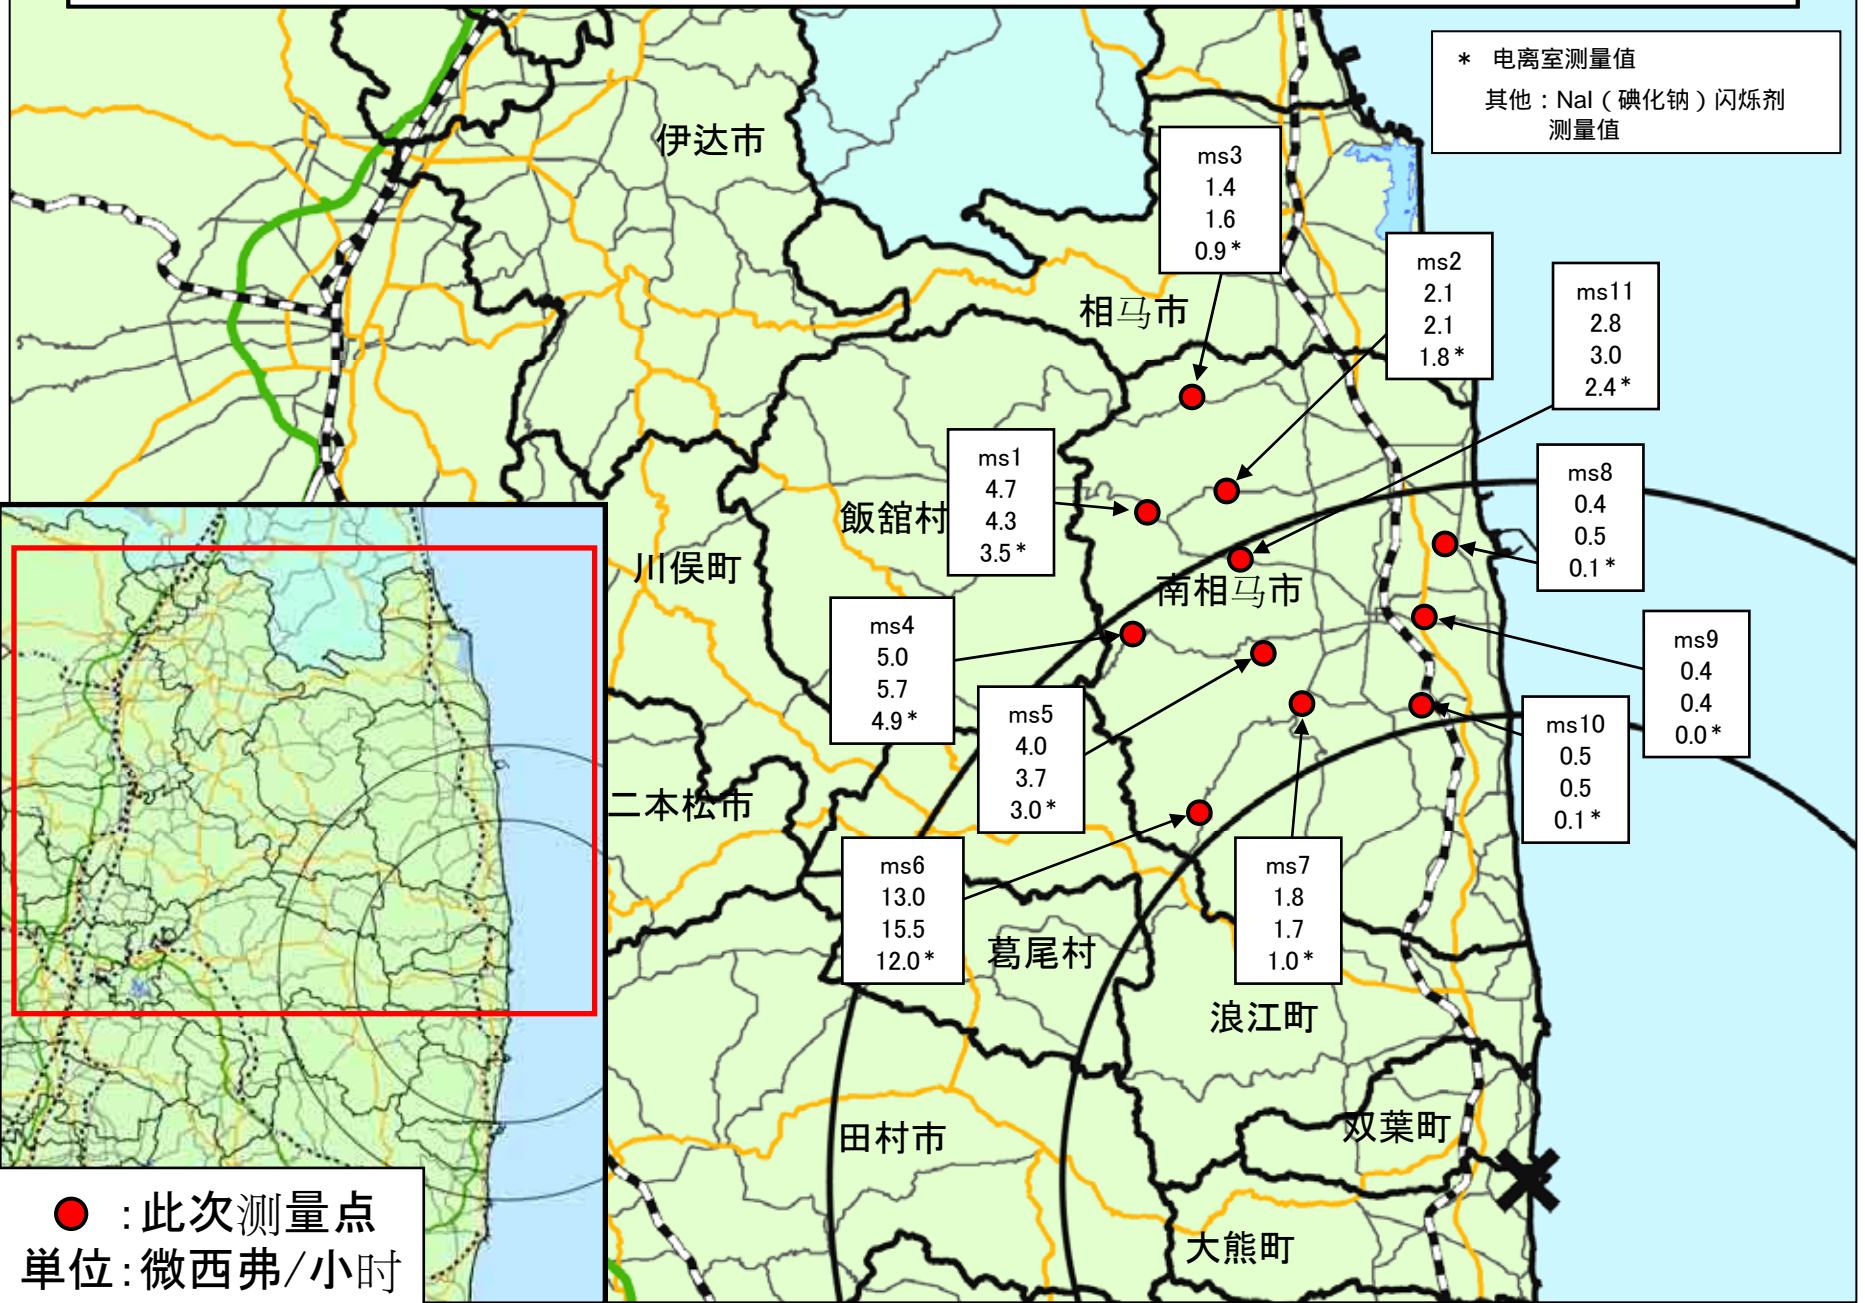 * 电离室测量值
其他：NaI（碘化钠）闪烁剂
测量值
伊达市
ms3
1.4
1.6
0.9*
ms2
2.1
2.1
1.8*
ms11
2.8
3.0
2.4*
相马市
ms1
4.7
4.3
3.5*
ms8
0.4
0.5
0.1*
飯舘村
川俣町
南相马市
ms4
5.0
5.7
4.9*
ms9
0.4
0.4
0.0*
ms5
4.0
3.7
3.0*
ms10
0.5
0.5
0.1*
二本松市
ms6
13.0
15.5
12.0*
ms7
1.8
1.7
1.0*
葛尾村
浪江町
双葉町
田村市
大熊町
：此次测量点
単位：微西弗/小时